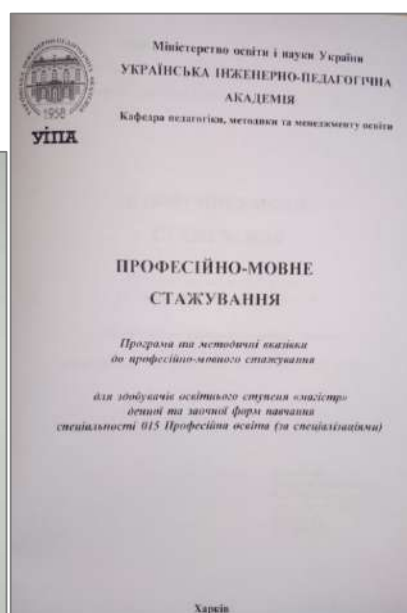 1958
УІПА
Міністерство освіти і науки України
УКРАЇНСЬКА ІНЖЕНЕРНО-ПЕДАГОГІЧНА
АКАДЕМІЯ
Кафедра педагогіки, методики та менеджменту освіти
ПРОФЕСІЙНО-МОВНЕ
СТАЖУВАННЯ
Програма та методичні вказівки
до професійно-мовного стажування
для здобувачів освітнього ступеня «магістр»
денної та заочної форм навчання
спеціальності 015 Професійна освіта (за спеціалізаціями)
Харків